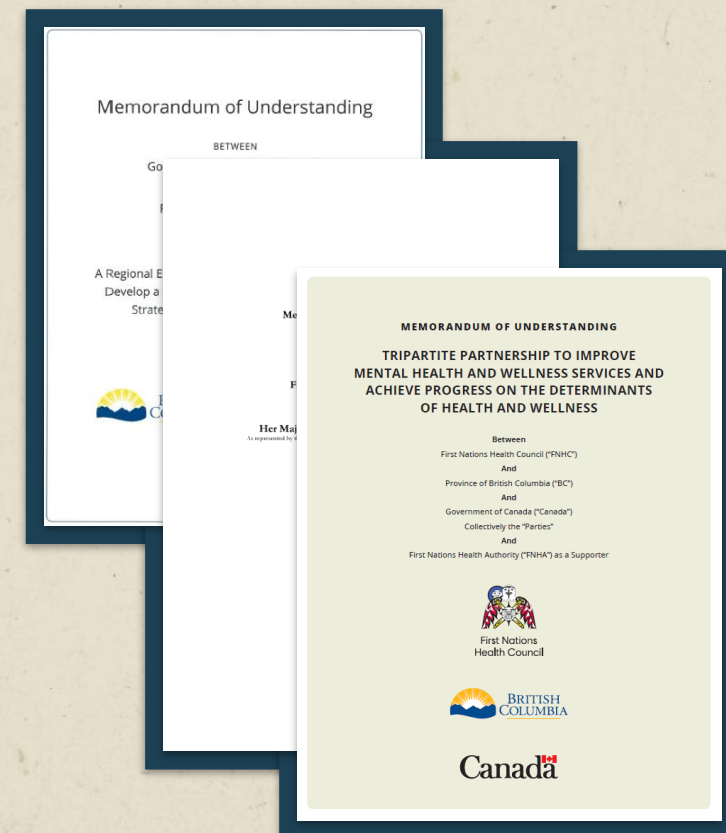 Memorandum of Understanding
BETWEEN
Go
A Regional E
Develop a
Strate
Me
F
Her Maj
As represented by
MEMORANDUM OF UNDERSTANDING
TRIPARTITE PARTNERSHIP TO IMPROVE
MENTAL HEALTH AND WELLNESS SERVICES AND
ACHIEVE PROGRESS ON THE DETERMINANTS
OF HEALTH AND WELLNESS
Between
First Nations Health Council (“FNHC”)
And
Province of British Columbia (“BC”)
And
Government of Canada (“Canada”)
Collectively the “Parties”
And
First Nations Health Authority (“FNHA”) as a Supporter
First Nations
Health Council
BRITISH
COLUMBIA
Canada